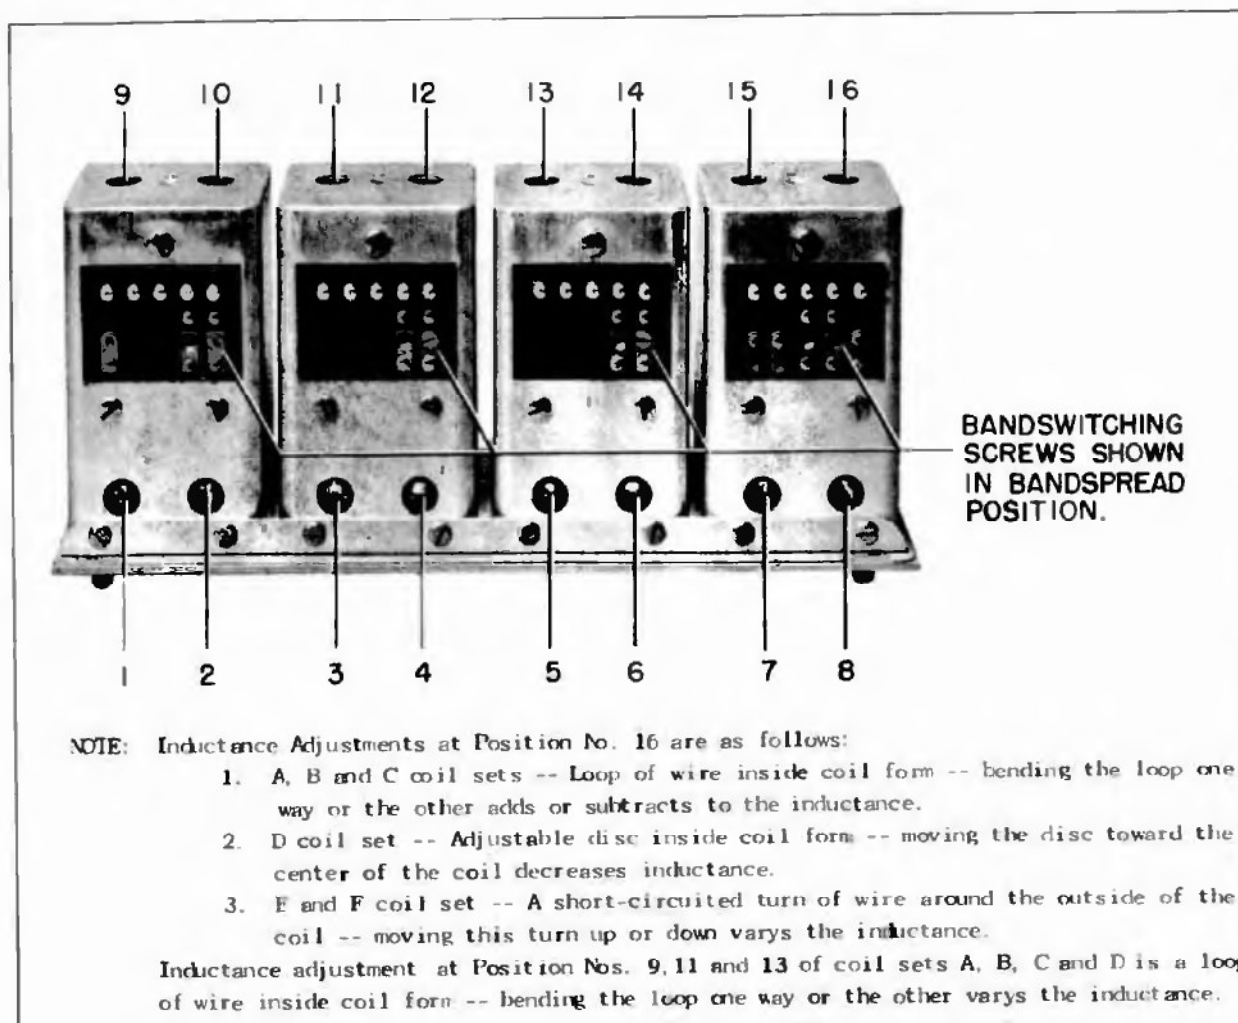 9 10 11 12 13 14 15 16
BANDSWITCHING
SCREWS SHOWN
IN BANDSPREAD
POSITION.
1 2 3 4 5 6 7 8
NOTE: Inductance Adjustments at Position No. 16 are as follows:
1. A, B and C coil sets -- Loop of wire inside coil form -- bending the loop one
way or the other adds or subtracts to the inductance.
2. D coil set -- Adjustable disc inside coil form -- moving the disc toward the
center of the coil decreases inductance.
3. E and F coil set -- A short-circuited turn of wire around the outside of the
coil -- moving this turn up or down varys the inductance.
Inductance adjustment at Position Nos. 9, 11 and 13 of coil sets A, B, C and D is a loop
of wire inside coil form -- bending the loop one way or the other varys the inductance.